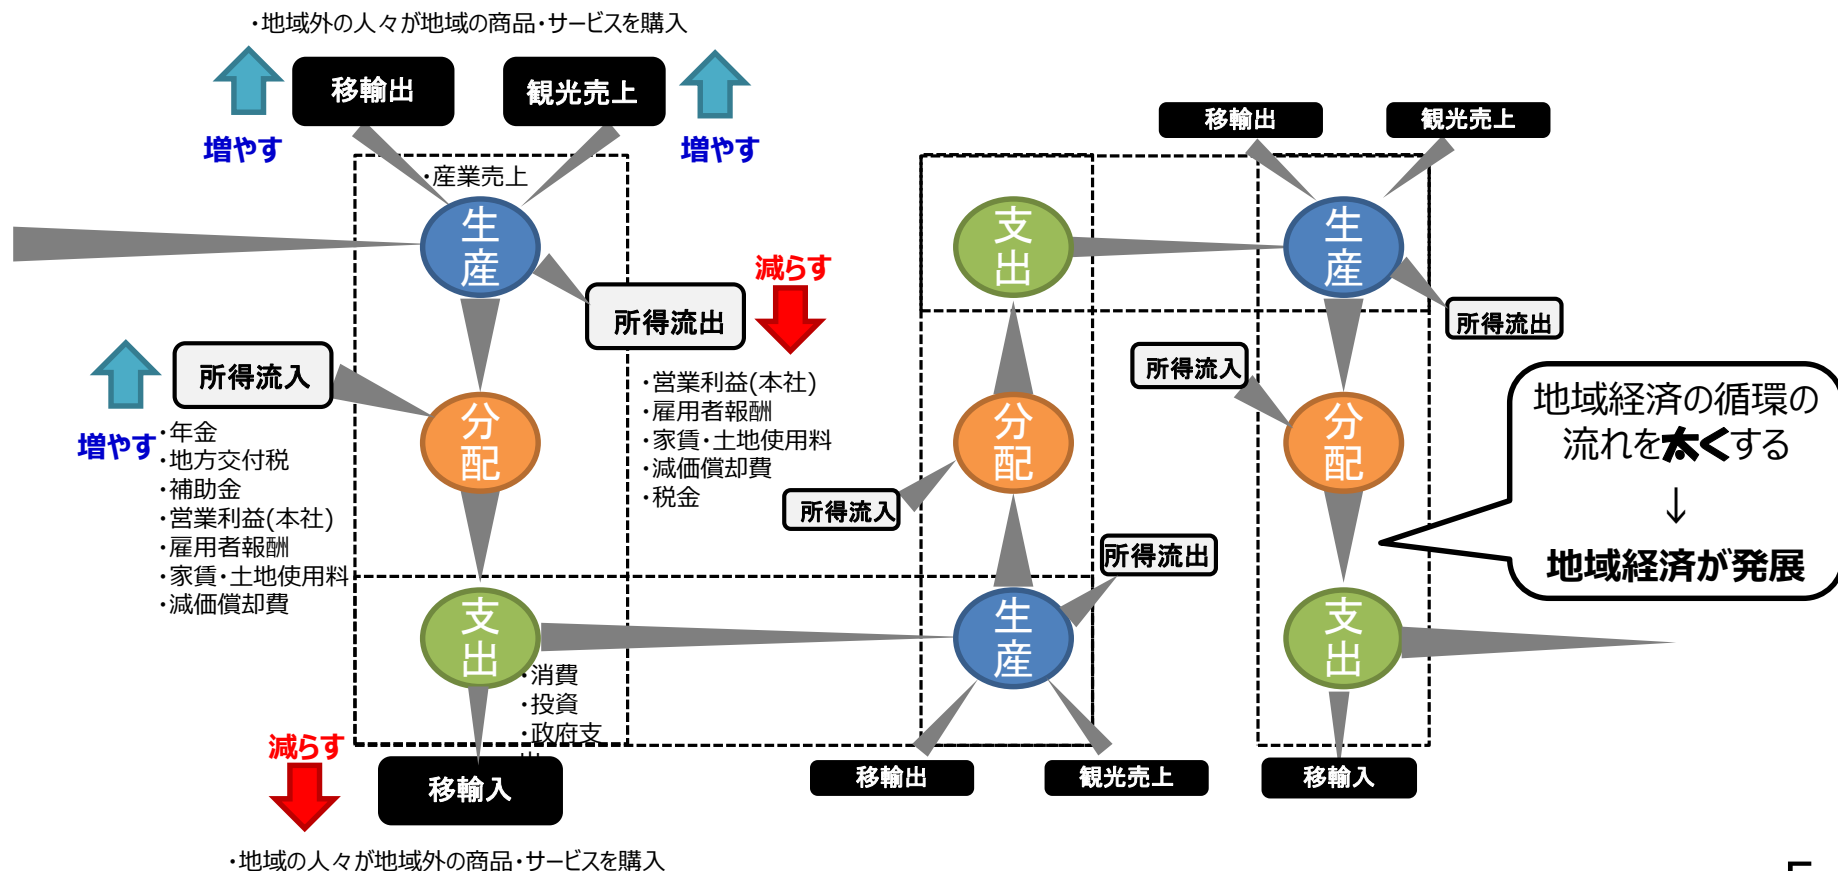 ・地域外の人々が地域の商品・サービスを購入
移輸出
観光売上
増やす
増やす
・産業売上
生産
所得流出
減らす
・営業利益(本社)
・雇用者報酬
・家賃・土地使用料
・減価償却費
・税金
所得流入
増やす
・年金
・地方交付税
・補助金
・営業利益(本社)
・雇用者報酬
・家賃・土地使用料
・減価償却費
分配
支出
・消費
・投資
・政府支
減らす
移輸入
・地域の人々が地域外の商品・サービスを購入
支出
分配
所得流入
生産
所得流出
移輸出
観光売上
移輸出
観光売上
生産
所得流出
所得流入
分配
支出
移輸入
地域経済の循環の
流れを太くする
↓
地域経済が発展